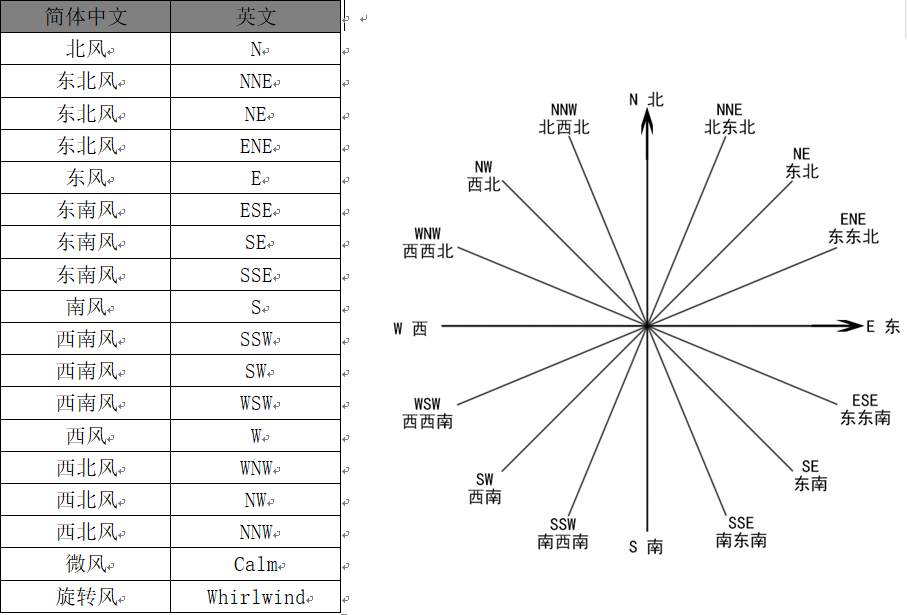 简体中文 英文
北风 N
东北风 NNE
东北风 NE
东北风 ENE
东风 E
东南风 ESE
东南风 SE
东南风 SSE
南风 S
西南风 SSW
西南风 SW
西南风 WSW
西风 W
西北风 WNW
西北风 NW
西北风 NNW
微风 Calm
旋转风 Whirlwind
N 北
NNW
北西北
NNE
北东北
NW
西北
NE
东北
WNW
西西北
ENE
东东北
W 西
E 东
WSW
西西南
ESE
东东南
SW
西南
SE
东南
SSW
南西南
SSE
南东南
S 南